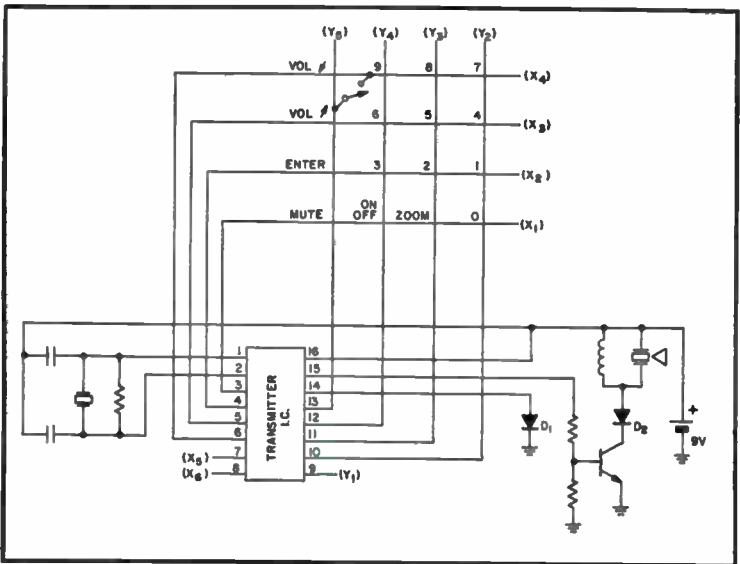 (Y₅) (Y₄) (Y₃) (Y₂)
VOL 9 8 7 (X₄)
VOL 6 5 4 (X₃)
ENTER 3 2 1 (X₂)
MUTE ON OFF ZOOM 0 (X₁)
1 16
2 15
3 14
4 13
5 12
6 11
(X₅) 7 10
(X₆) 8 9 (Y₁)
TRANSMITTER
I.C.
D₁
D₂
+
9V